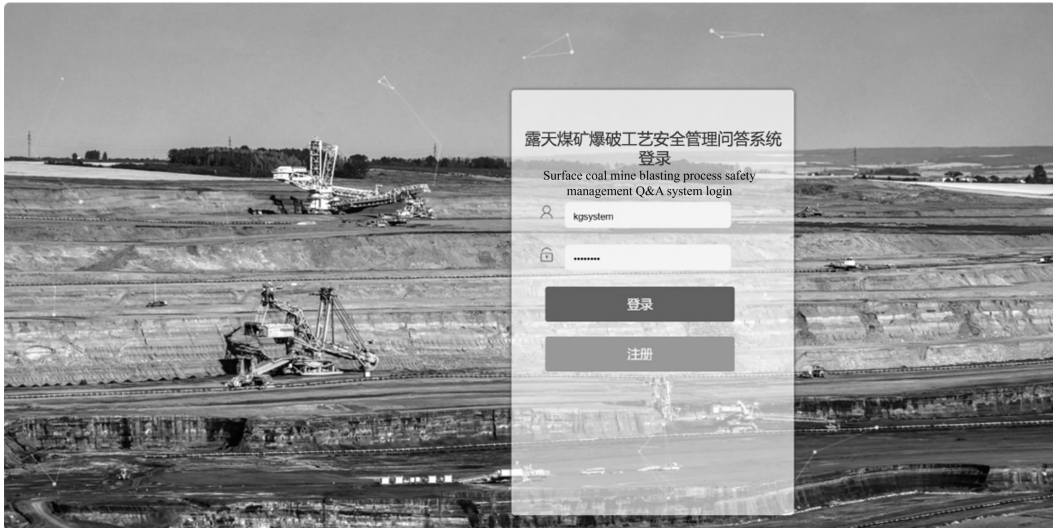 露天煤矿爆破工艺安全管理问答系统
登录
Surface coal mine blasting process safety
management Q&A system login
kgsystem
••••••••
登录
注册